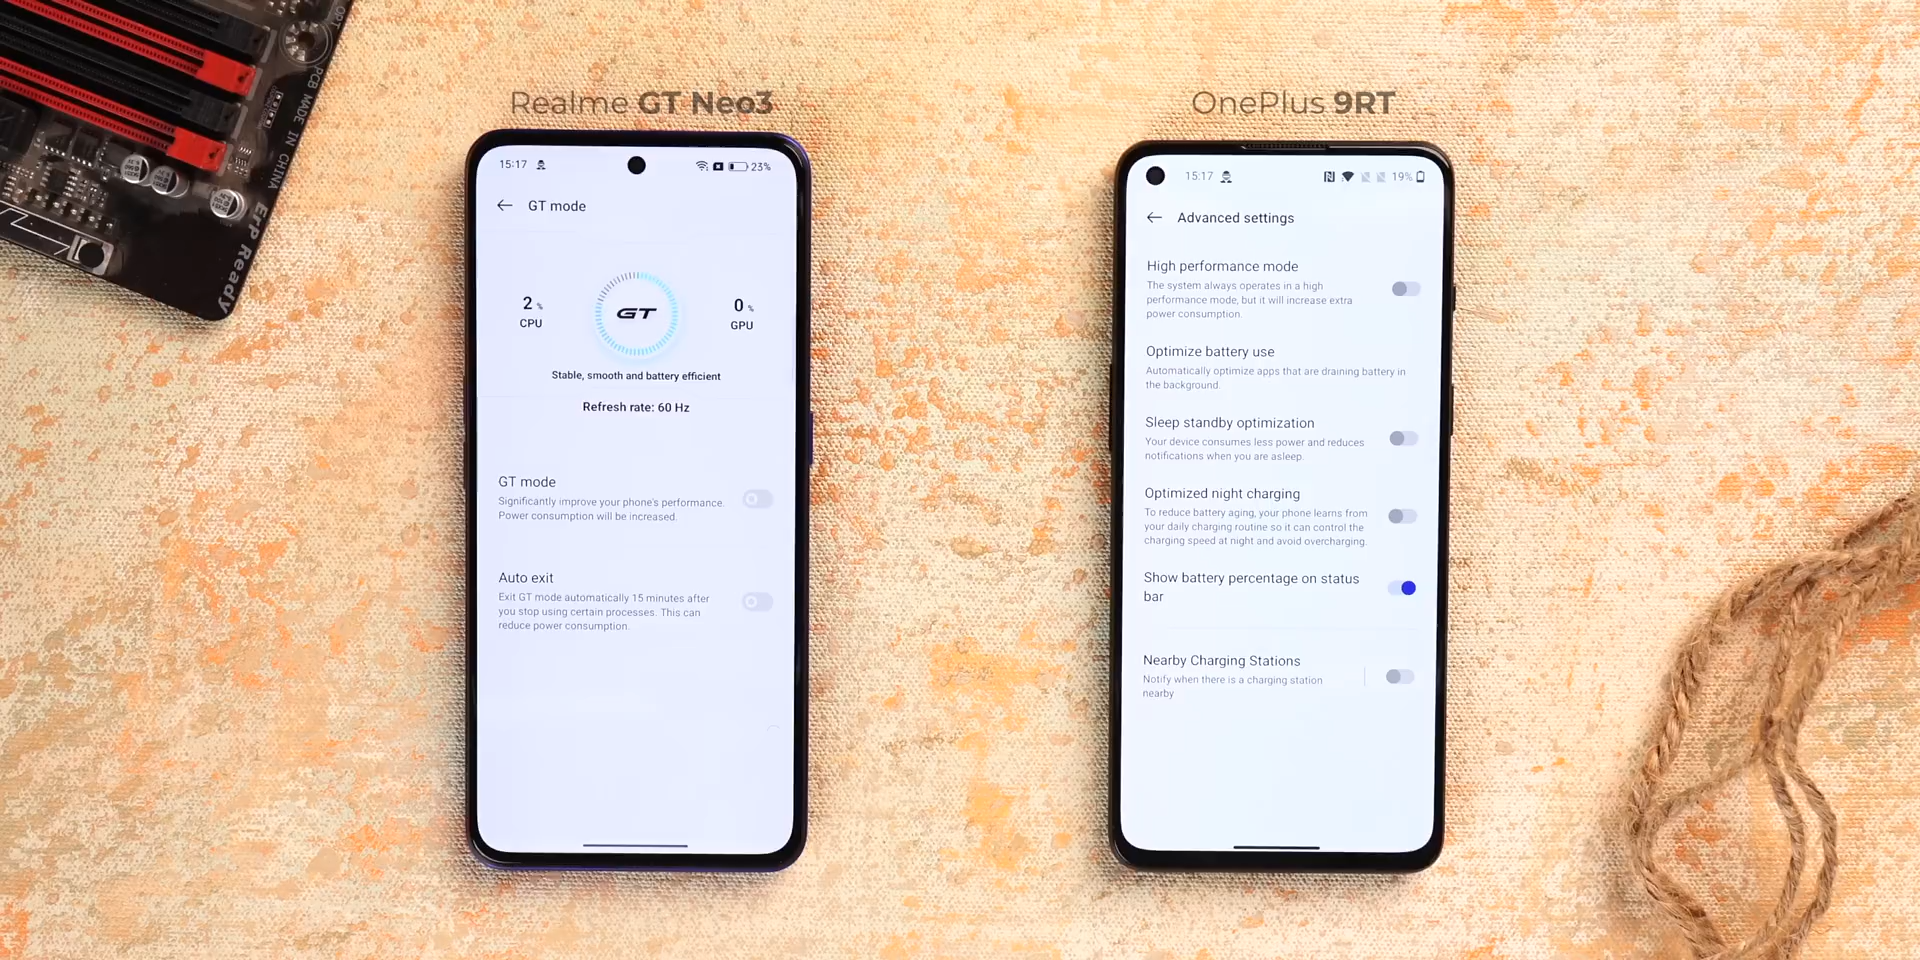 PCB MADE IN CHINA
ErP Ready
Realme GT Neo3
15:17
23%
GT mode
2 %
CPU
GT
0 %
GPU
Stable, smooth and battery efficient
Refresh rate: 60 Hz
GT mode
Significantly improve your phone's performance.
Power consumption will be increased.
Auto exit
Exit GT mode automatically 15 minutes after
you stop using certain processes. This can
reduce power consumption.
OnePlus 9RT
15:17
19%
Advanced settings
High performance mode
The system always operates in a high
performance mode, but it will increase extra
power consumption.
Optimize battery use
Automatically optimize apps that are draining battery in
the background.
Sleep standby optimization
Your device consumes less power and reduces
notifications when you are asleep.
Optimized night charging
To reduce battery aging, your phone learns from
your daily charging routine so it can control the
charging speed at night and avoid overcharging.
Show battery percentage on status
bar
Nearby Charging Stations
Notify when there is a charging station
nearby